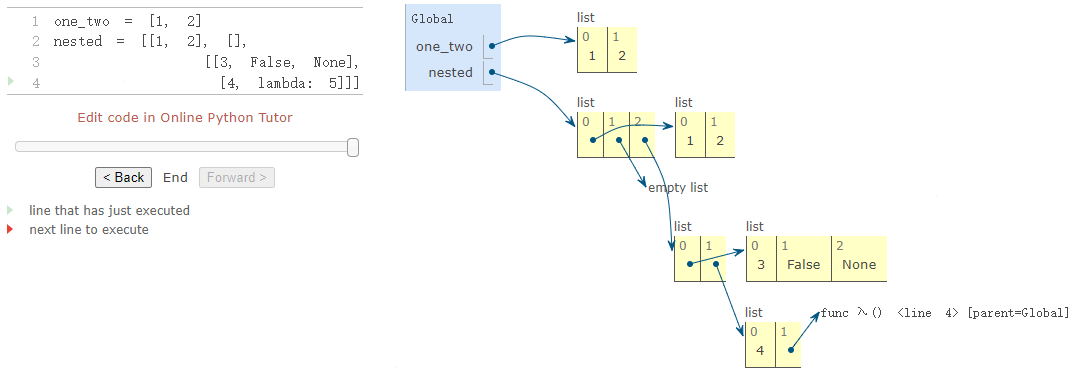 1 one_two = [1, 2]
2 nested = [[1, 2], [],
3 [[3, False, None],
4 [4, lambda: 5]]]
Edit code in Online Python Tutor
< Back End Forward >
line that has just executed
next line to execute
Global
one_two
nested
list
0 1
1 2
list
0 1 2
list
0 1
1 2
empty list
list
0 1
list
0 1 2
3 False None
list
0 1
4
func λ() <line 4> [parent=Global]